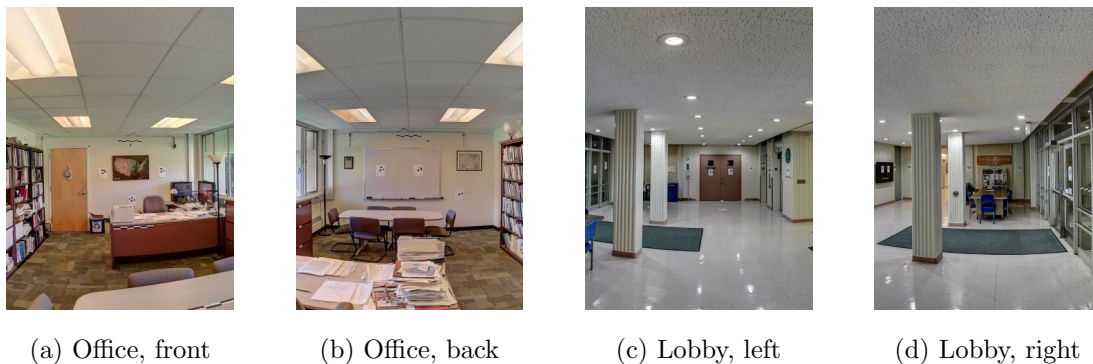 (a) Office, front
(b) Office, back
(c) Lobby, left
(d) Lobby, right